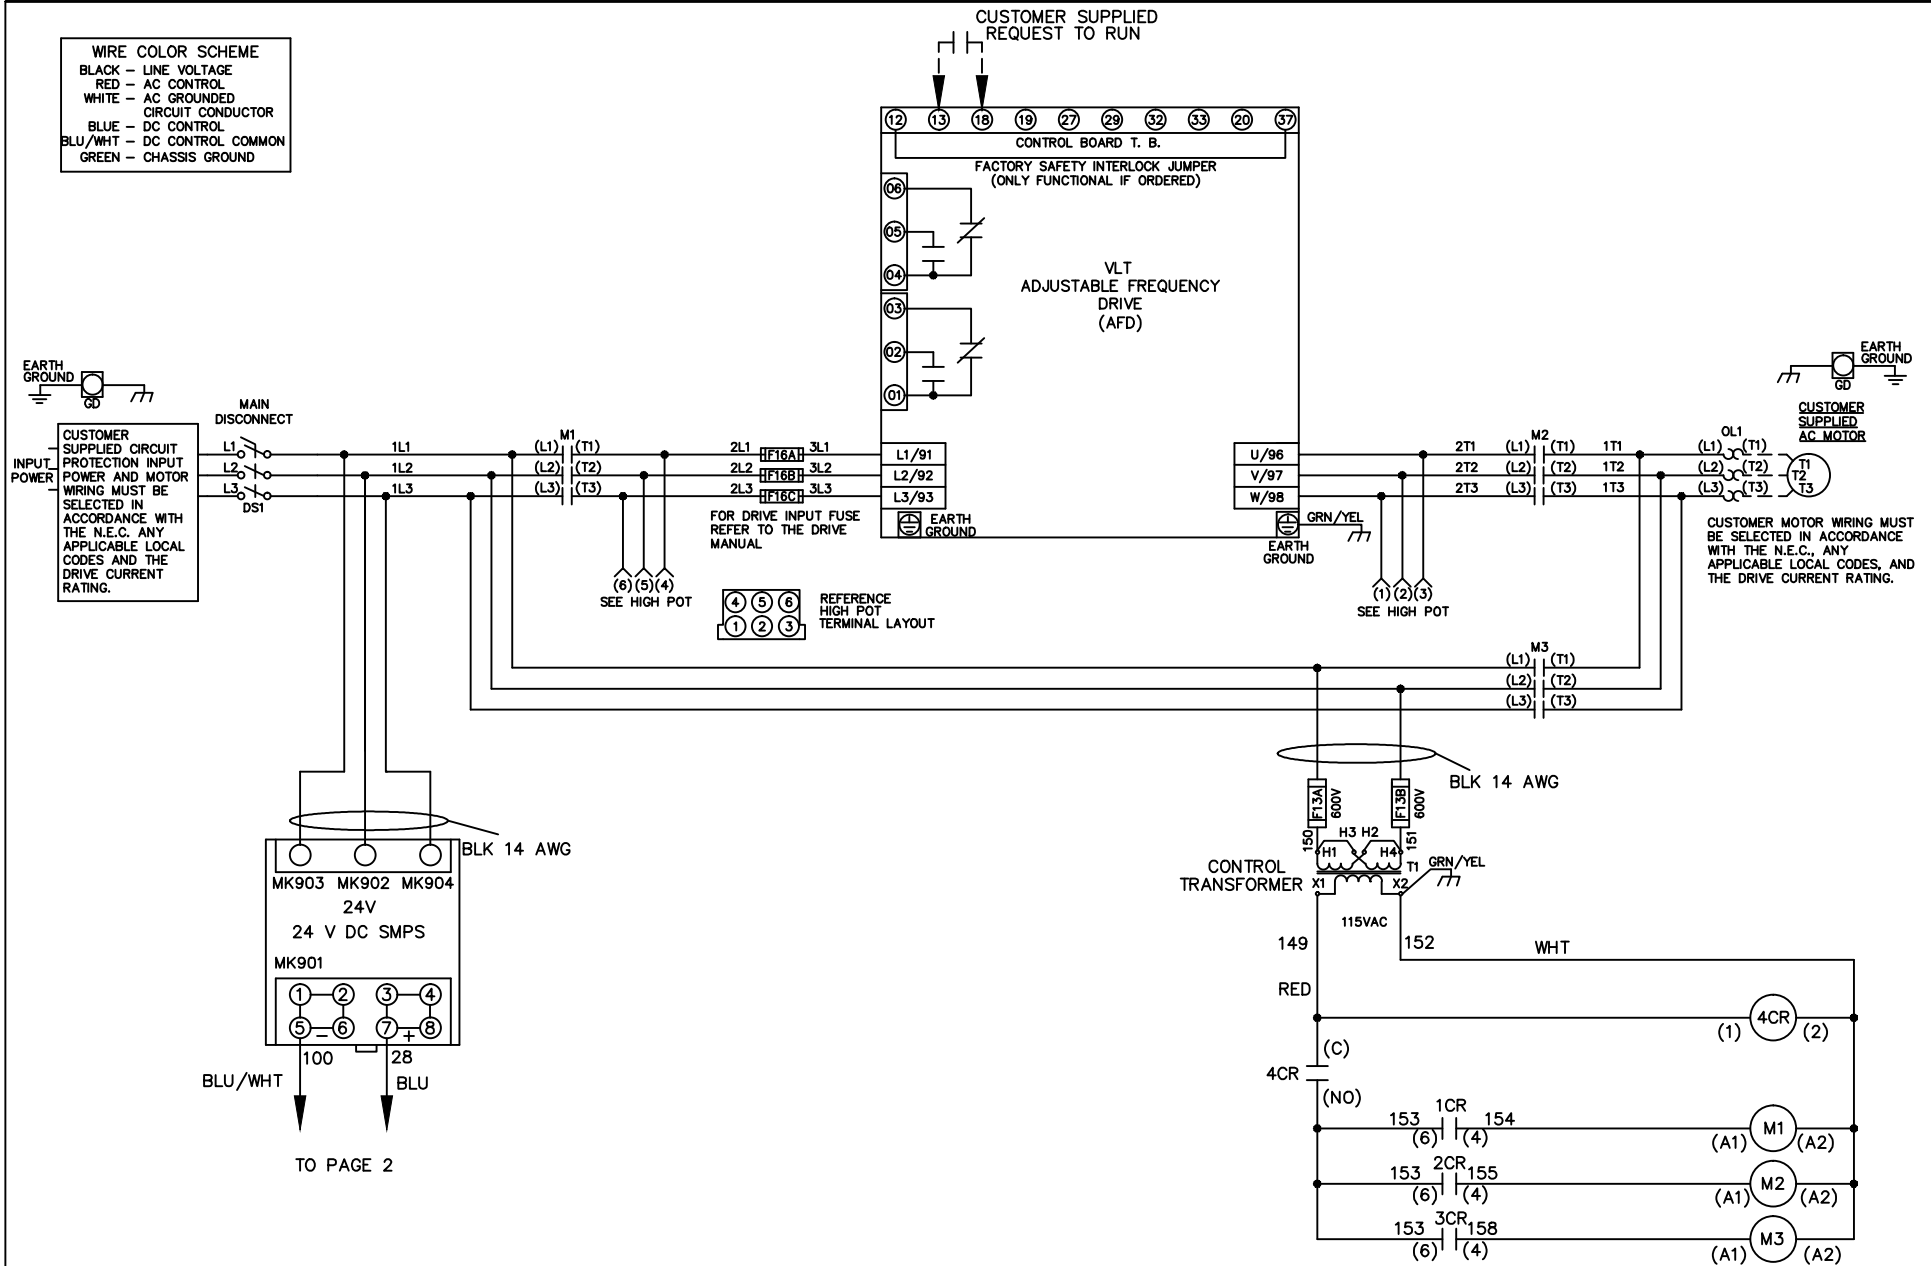 CUSTOMER SUPPLIED
REQUEST TO RUN
WIRE COLOR SCHEME
BLACK – LINE VOLTAGE
RED – AC CONTROL
WHITE – AC GROUNDED
CIRCUIT CONDUCTOR
BLUE – DC CONTROL
BLU/WHT – DC CONTROL COMMON
GREEN – CHASSIS GROUND
12 13 18 19 27 29 32 33 20 37
CONTROL BOARD T. B.
FACTORY SAFETY INTERLOCK JUMPER
(ONLY FUNCTIONAL IF ORDERED)
06
05
04
03
02
01
VLT
ADJUSTABLE FREQUENCY
DRIVE
(AFD)
EARTH
GROUND
GD
MAIN
DISCONNECT
INPUT
POWER
CUSTOMER
SUPPLIED CIRCUIT
PROTECTION INPUT
POWER AND MOTOR
WIRING MUST BE
SELECTED IN
ACCORDANCE WITH
THE N.E.C. ANY
APPLICABLE LOCAL
CODES AND THE
DRIVE CURRENT
RATING.
L1
L2
L3
DS1
1L1
1L2
1L3
M1
(L1) (T1)
(L2) (T2)
(L3) (T3)
2L1 F16A 3L1
2L2 F16B 3L2
2L3 F16C 3L3
FOR DRIVE INPUT FUSE
REFER TO THE DRIVE
MANUAL
L1/91
L2/92
L3/93
EARTH
GROUND
(6) (5) (4)
SEE HIGH POT
4 5 6
1 2 3
REFERENCE
HIGH POT
TERMINAL LAYOUT
U/96
V/97
W/98
GRN/YEL
EARTH
GROUND
2T1
2T2
2T3
M2
(L1) (T1)
(L2) (T2)
(L3) (T3)
1T1
1T2
1T3
OL1
(L1) (T1)
(L2) (T2)
(L3) (T3)
T1
T2
T3
EARTH
GROUND
GD
CUSTOMER
SUPPLIED
AC MOTOR
CUSTOMER MOTOR WIRING MUST
BE SELECTED IN ACCORDANCE
WITH THE N.E.C., ANY
APPLICABLE LOCAL CODES, AND
THE DRIVE CURRENT RATING.
(1) (2) (3)
SEE HIGH POT
M3
(L1) (T1)
(L2) (T2)
(L3) (T3)
BLK 14 AWG
F13A
600V
F13B
600V
150
151
H3 H2
H1
H4
T1
GRN/YEL
CONTROL
TRANSFORMER
X1
X2
115VAC
149
152
WHT
RED
BLK 14 AWG
MK903 MK902 MK904
24V
24 V DC SMPS
MK901
1 2 3 4
5 – 6 7 + 8
100
28
BLU/WHT
BLU
TO PAGE 2
4CR
(1) (2)
(C)
4CR
(NO)
1CR
153 154
(6) (4)
M1
(A1) (A2)
2CR
153 155
(6) (4)
M2
(A1) (A2)
3CR
153 158
(6) (4)
M3
(A1) (A2)